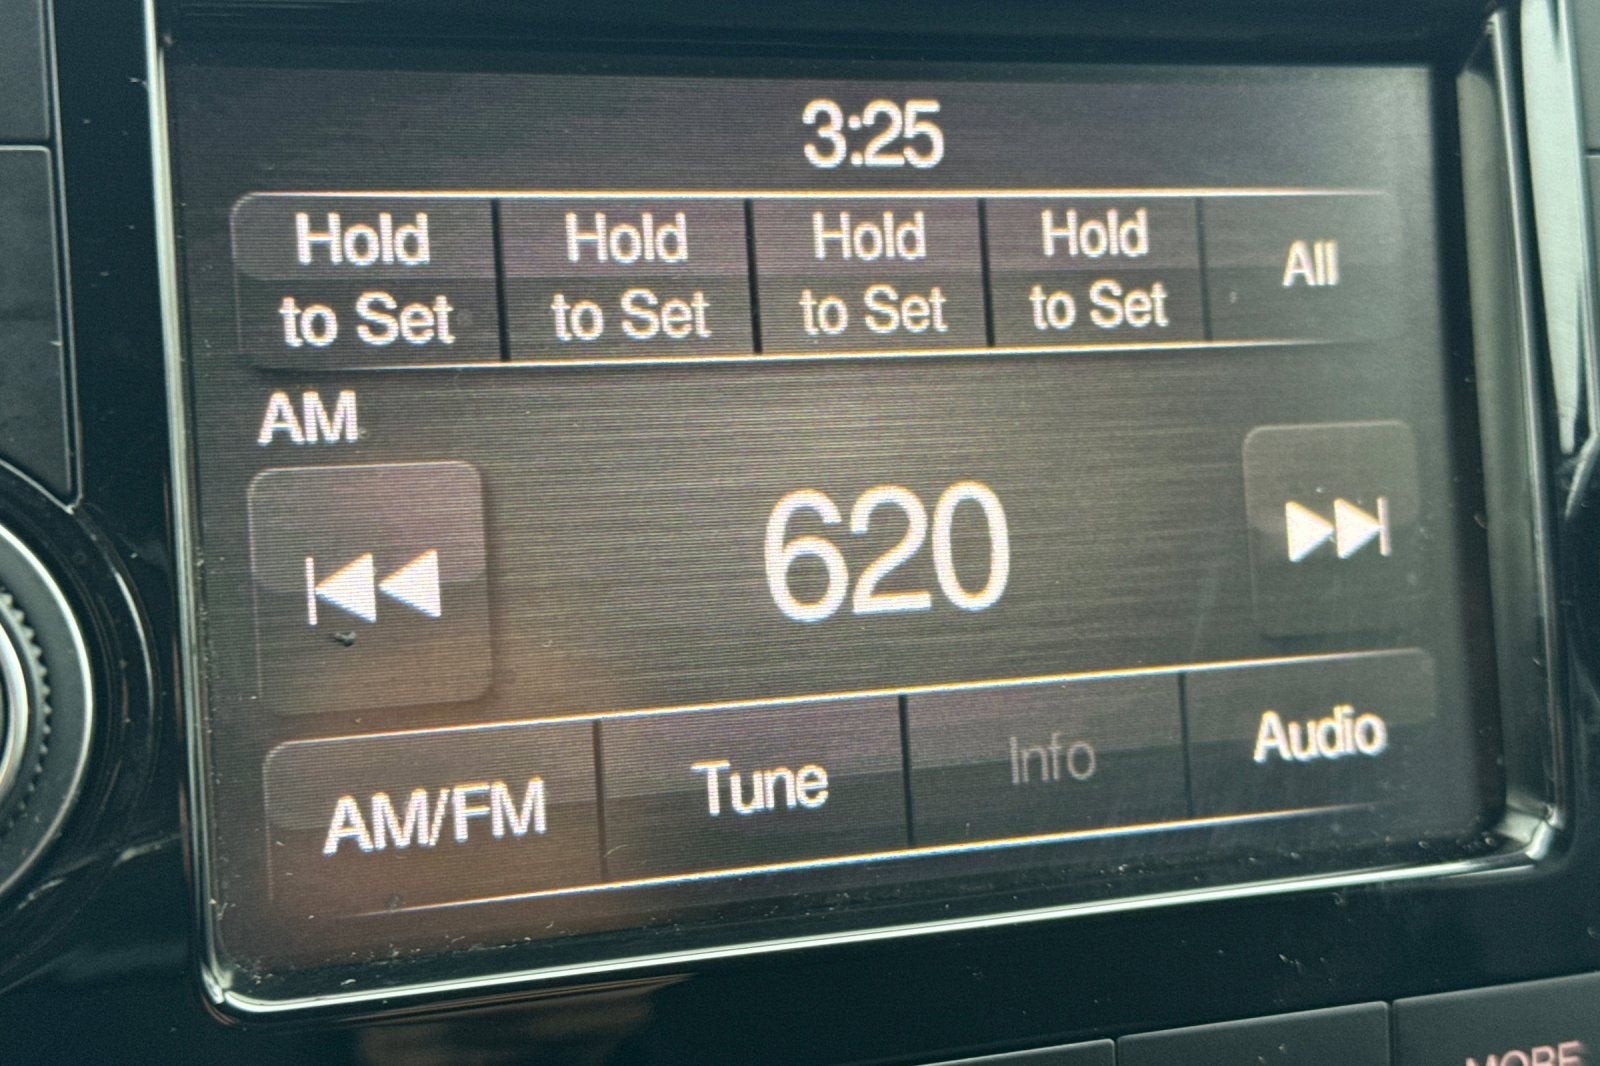 3:25
Hold
to Set
Hold
to Set
Hold
to Set
Hold
to Set
All
AM
620
AM/FM
Tune
Info
Audio
MORE